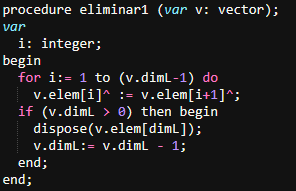 procedure eliminar1 (var v: vector);
var
  i: integer;
begin
  for i:= 1 to (v.dimL-1) do
    v.elem[i]^ := v.elem[i+1]^;
  if (v.dimL > 0) then begin
    dispose(v.elem[dimL]);
    v.dimL:= v.dimL - 1;
  end;
end;